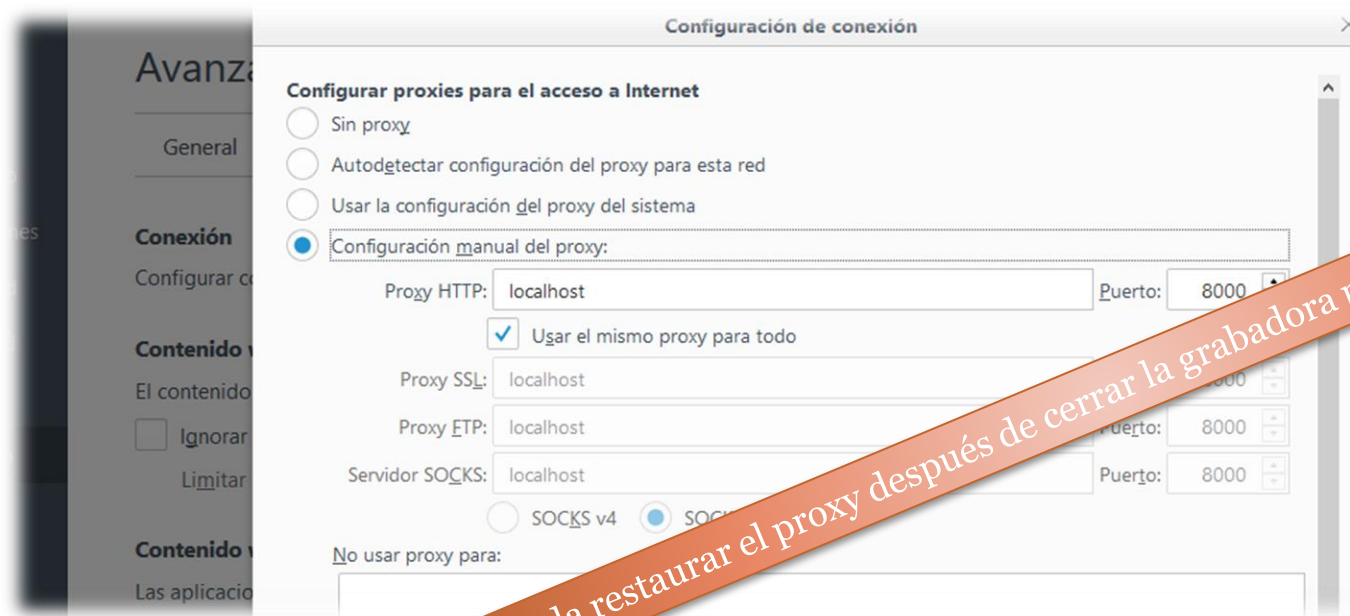 Configuración de conexión
Avanza
Configurar proxies para el acceso a Internet
Sin proxy
General
Autodetectar configuración del proxy para esta red
Usar la configuración del proxy del sistema
nes
Conexión
Configuración manual del proxy:
Configurar co
Proxy HTTP: localhost Puerto: 8000
Usar el mismo proxy para todo
Contenido
Proxy SSL: localhost
El contenido
Proxy FTP: localhost Puerto: 8000
Ignorar
Servidor SOCKS: localhost Puerto: 8000
Limitar
SOCKS v4
Contenido
No usar proxy para:
Las aplicacio
restaurar el proxy después de cerrar la grabadora